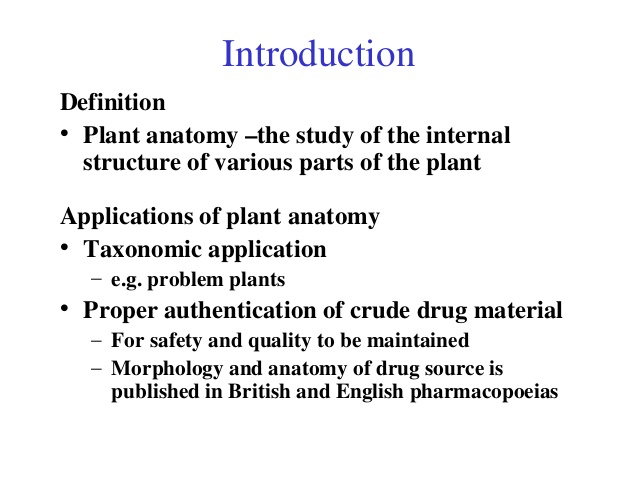 Introduction
Definition
• Plant anatomy –the study of the internal
structure of various parts of the plant
Applications of plant anatomy
• Taxonomic application
– e.g. problem plants
• Proper authentication of crude drug material
– For safety and quality to be maintained
– Morphology and anatomy of drug source is
published in British and English pharmacopoeias